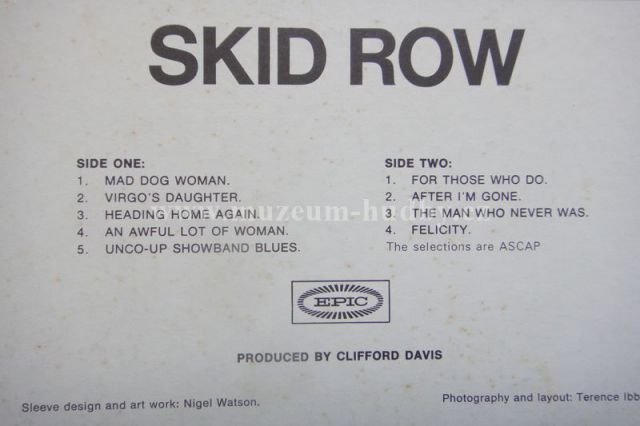 SKID ROW
SIDE ONE:
1. MAD DOG WOMAN.
2. VIRGO'S DAUGHTER.
3. HEADING HOME AGAIN.
4. AN AWFUL LOT OF WOMAN.
5. UNCO-UP SHOWBAND BLUES.
SIDE TWO:
1. FOR THOSE WHO DO.
2. AFTER I'M GONE.
3. THE MAN WHO NEVER WAS.
4. FELICITY.
The selections are ASCAP
EPIC
PRODUCED BY CLIFFORD DAVIS
Sleeve design and art work: Nigel Watson.
Photography and layout: Terence Ibb